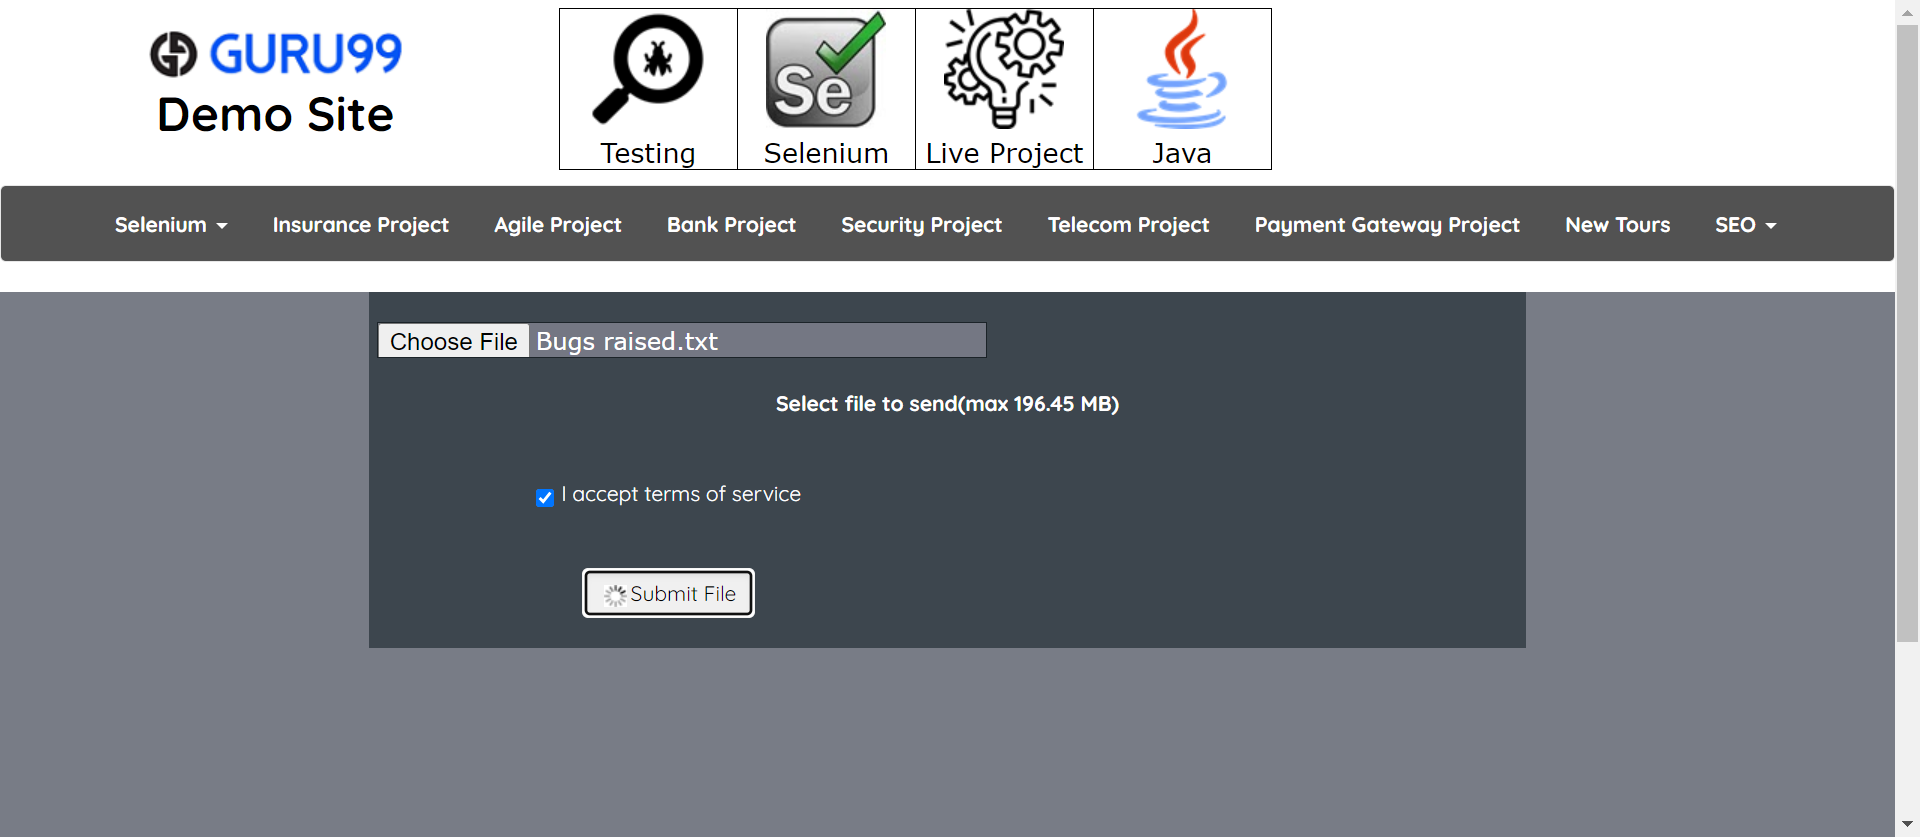 GURU99
Demo Site
Se
Testing
Selenium
Live Project
Java
Selenium
Insurance Project
Agile Project
Bank Project
Security Project
Telecom Project
Payment Gateway Project
New Tours
SEO
Choose File Bugs raised.txt
Select file to send(max 196.45 MB)
I accept terms of service
Submit File